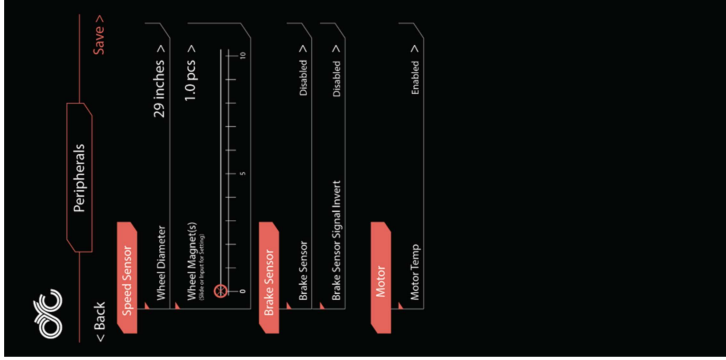 Peripherals
< Back
Save >
Speed Sensor
Wheel Diameter
29 inches >
Wheel Magnet(s)
(Slide or Input for Setting)
1.0 pcs >
0 5 10
Brake Sensor
Brake Sensor
Disabled >
Brake Sensor Signal Invert
Disabled >
Motor
Motor Temp
Enabled >